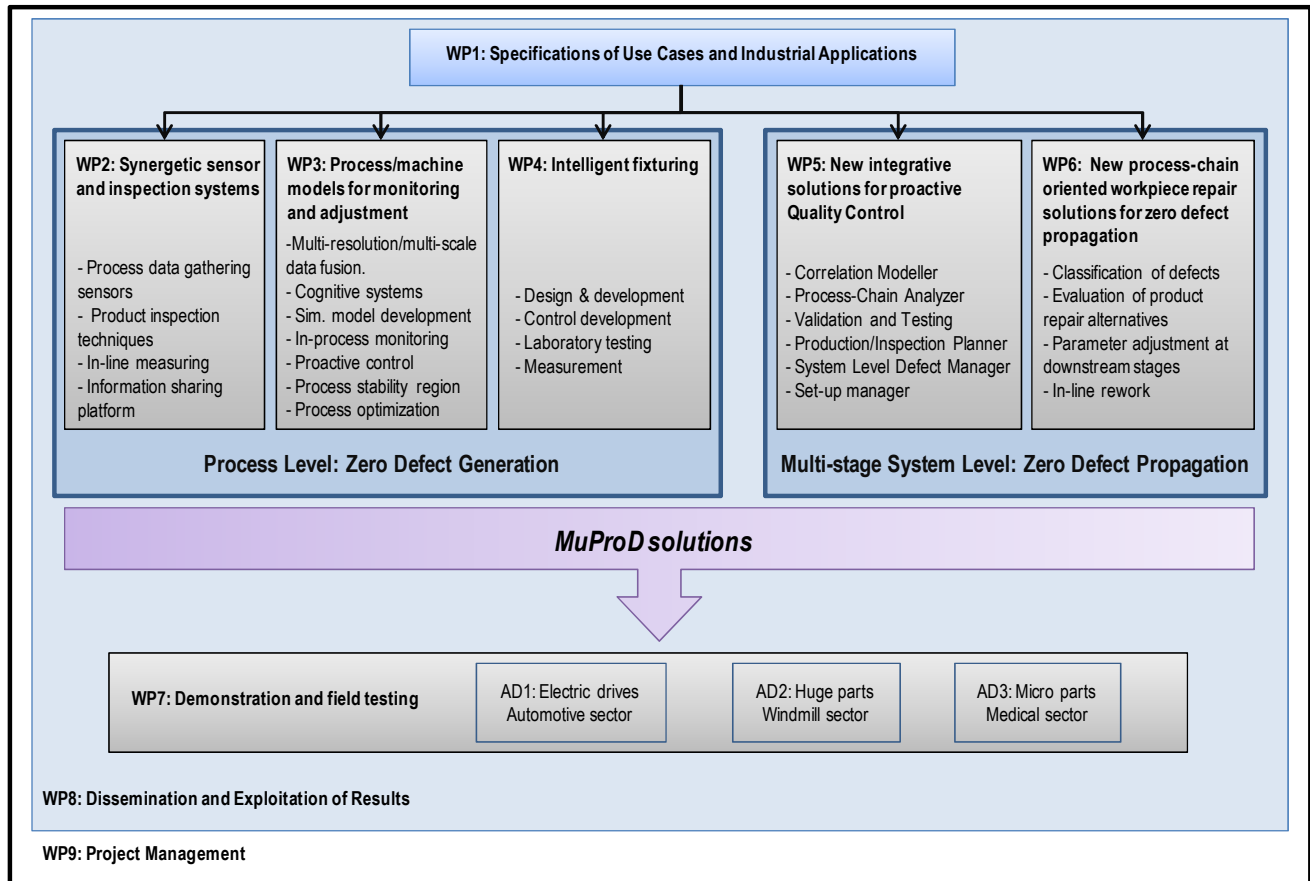 WP1: Specifications of Use Cases and Industrial Applications
WP2: Synergetic sensor
and inspection systems
- Process data gathering
sensors
- Product inspection
techniques
- In-line measuring
- Information sharing
platform
WP3: Process/machine
models for monitoring
and adjustment
-Multi-resolution/multi-scale
data fusion.
- Cognitive systems
- Sim. model development
- In-process monitoring
- Proactive control
- Process stability region
- Process optimization
WP4: Intelligent fixturing
- Design & development
- Control development
- Laboratory testing
- Measurement
Process Level: Zero Defect Generation
WP5: New integrative
solutions for proactive
Quality Control
- Correlation Modeller
- Process-Chain Analyzer
- Validation and Testing
- Production/Inspection Planner
- System Level Defect Manager
- Set-up manager
WP6: New process-chain
oriented workpiece repair
solutions for zero defect
propagation
- Classification of defects
- Evaluation of product
repair alternatives
- Parameter adjustment at
downstream stages
- In-line rework
Multi-stage System Level: Zero Defect Propagation
MuProD solutions
WP7: Demonstration and field testing
AD1: Electric drives
Automotive sector
AD2: Huge parts
Windmill sector
AD3: Micro parts
Medical sector
WP8: Dissemination and Exploitation of Results
WP9: Project Management